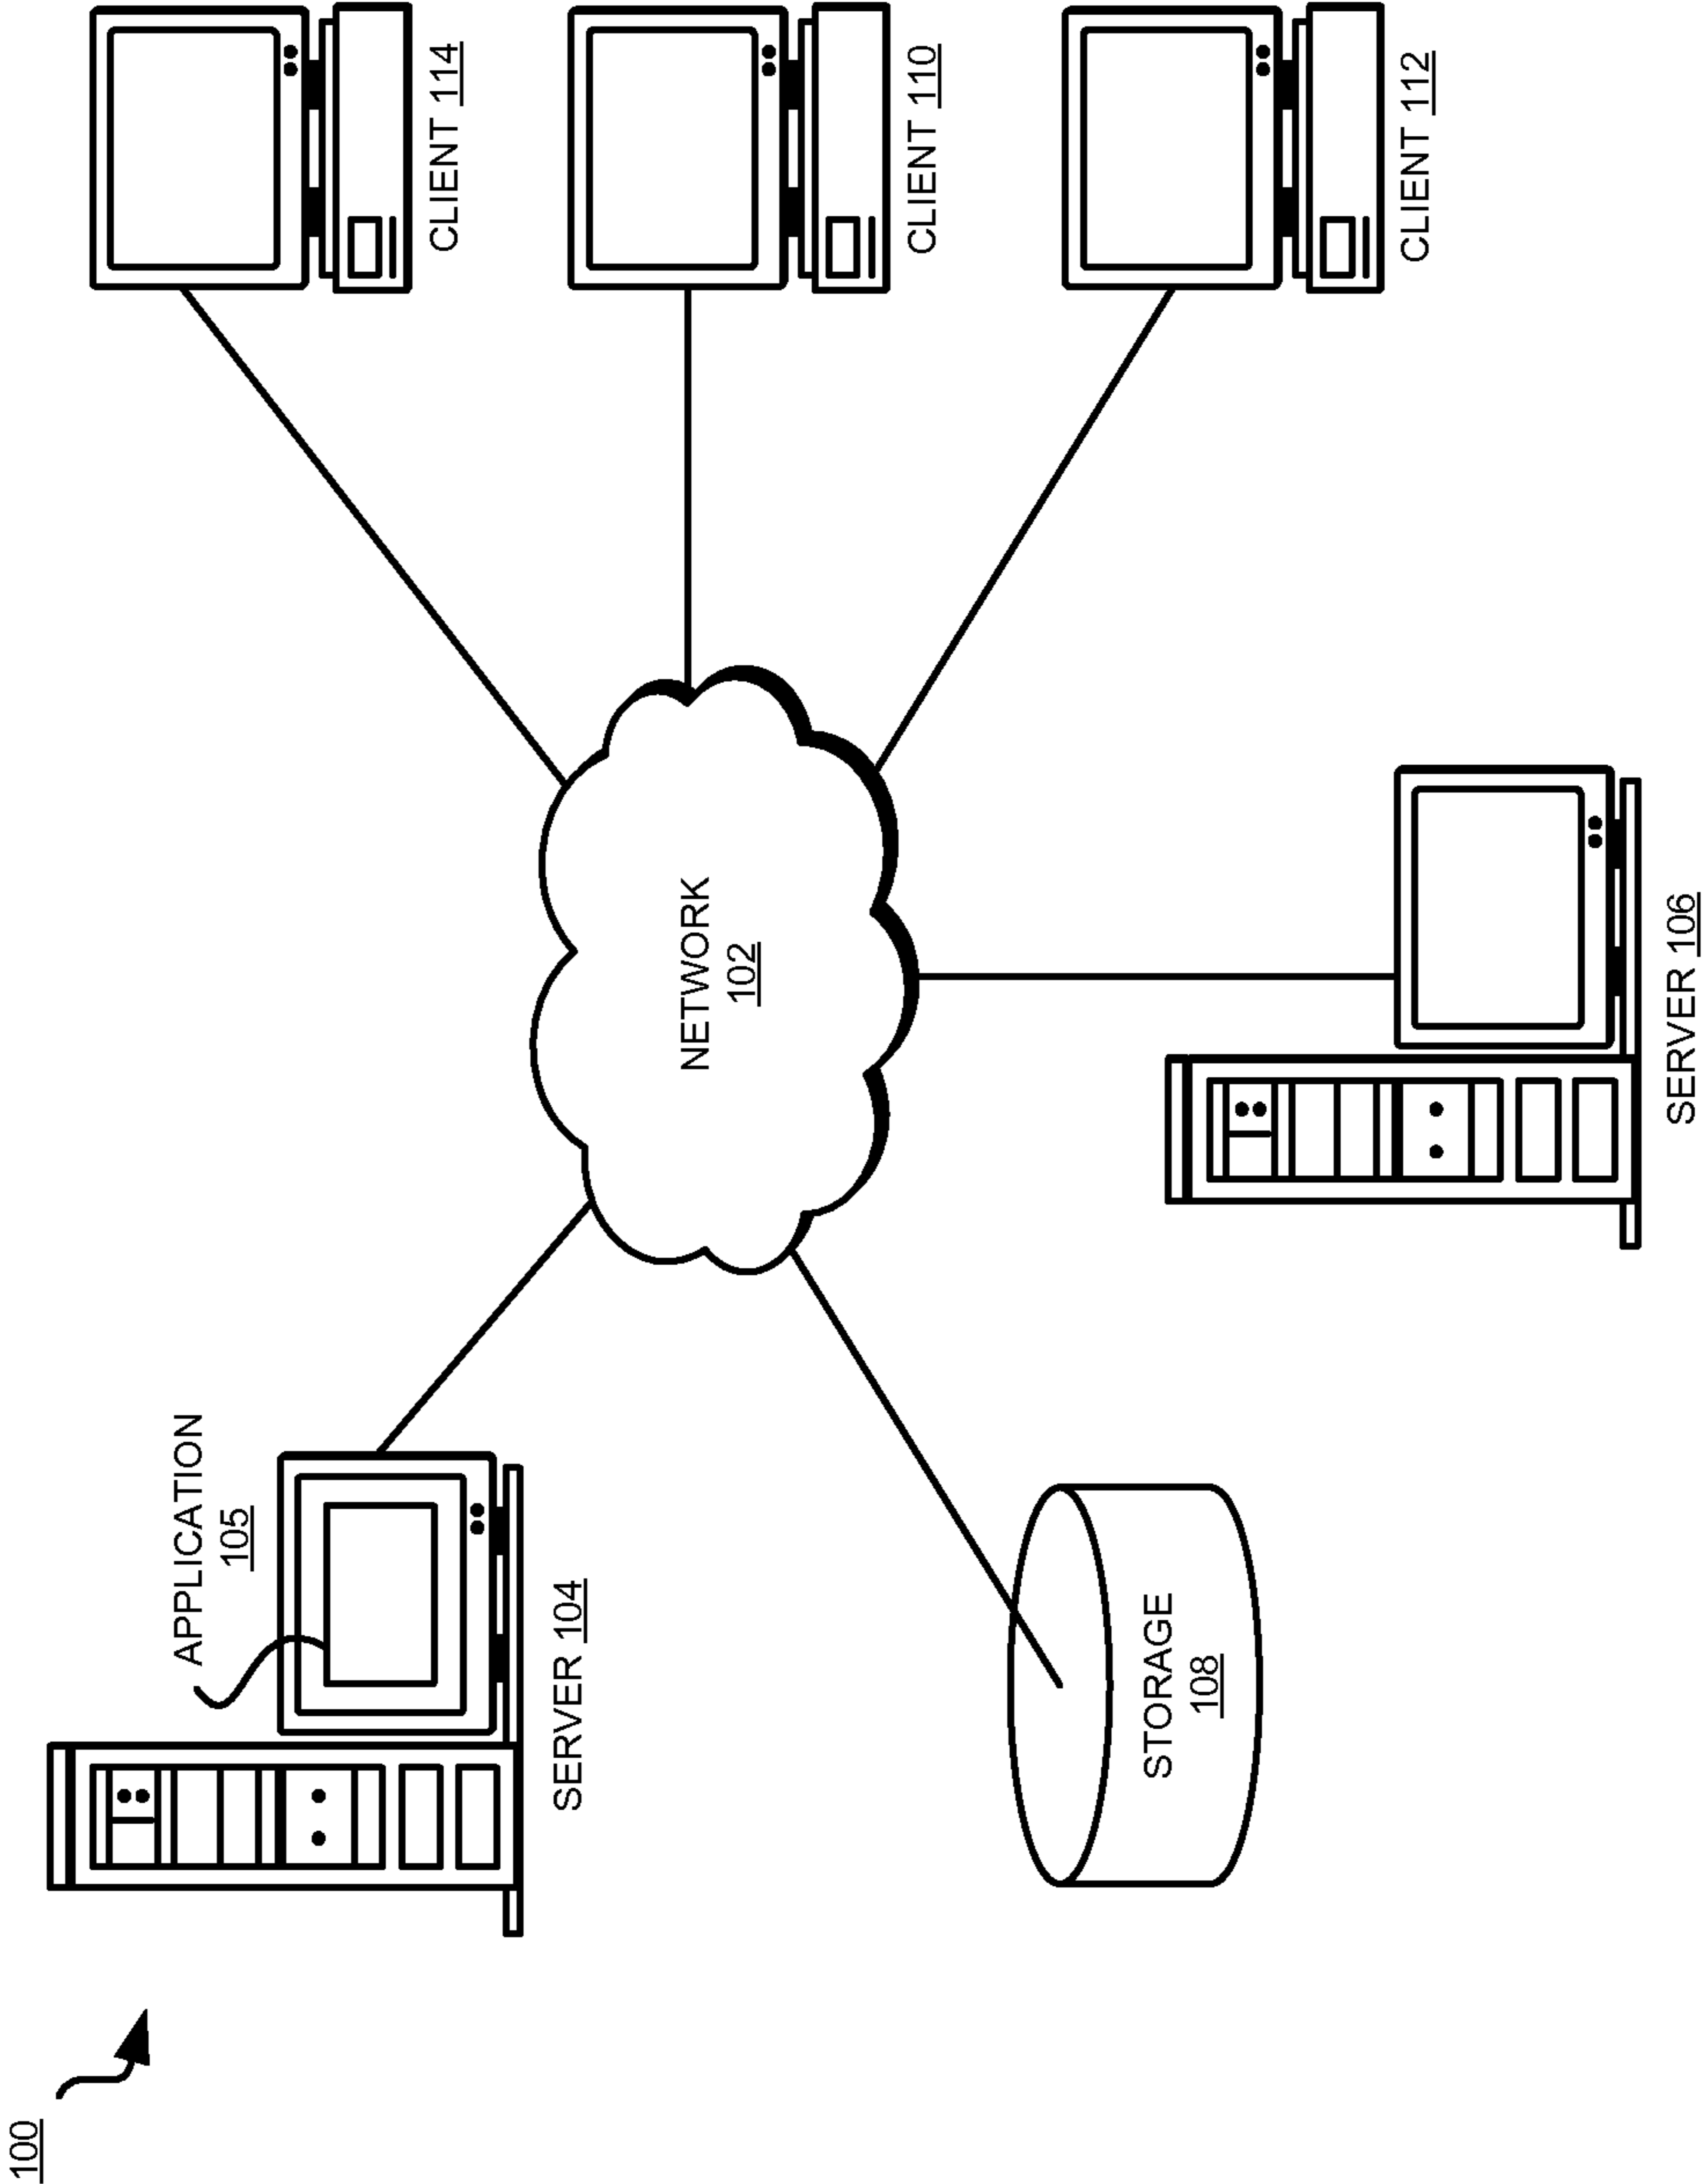 100
APPLICATION
105
SERVER 104
NETWORK
102
STORAGE
108
SERVER 106
CLIENT 114
CLIENT 110
CLIENT 112